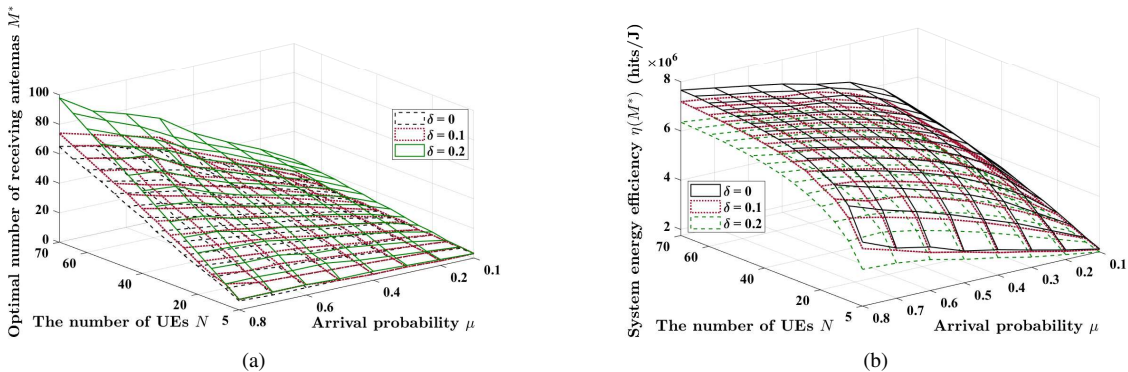 Optimal number of receiving antennas M*
100
80
60
40
20
0
70
60
40
20
5
0.8
0.6
0.4
0.2
0.1
The number of UEs N
Arrival probability μ
δ = 0
δ = 0.1
δ = 0.2
(a)
System energy efficiency η(M*) (bits/J)
×10⁶
8
6
4
2
70
60
40
20
5
0.8
0.7
0.6
0.5
0.4
0.3
0.2
0.1
The number of UEs N
Arrival probability μ
δ = 0
δ = 0.1
δ = 0.2
(b)